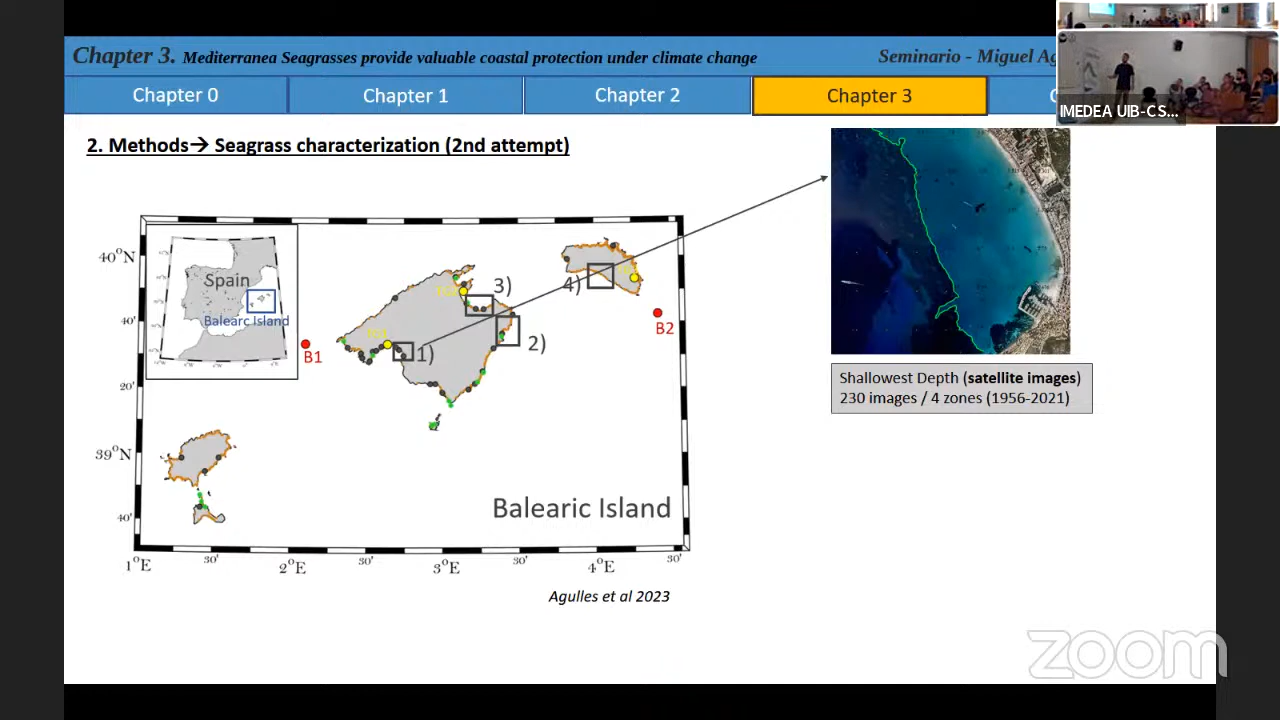 Chapter 3. Mediterranea Seagrasses provide valuable coastal protection under climate change
Seminario - Miguel Ag
Chapter 0
Chapter 1
Chapter 2
Chapter 3
C
IMEDEA UIB-CS...
2. Methods→ Seagrass characterization (2nd attempt)
Spain
Balearc Island
40°N
40'
20'
39°N
40'
1°E
30'
2°E
30'
3°E
30'
4°E
30'
B1
B2
1)
2)
3)
4)
Balearic Island
Agulles et al 2023
Shallowest Depth (satellite images)
230 images / 4 zones (1956-2021)
zoom